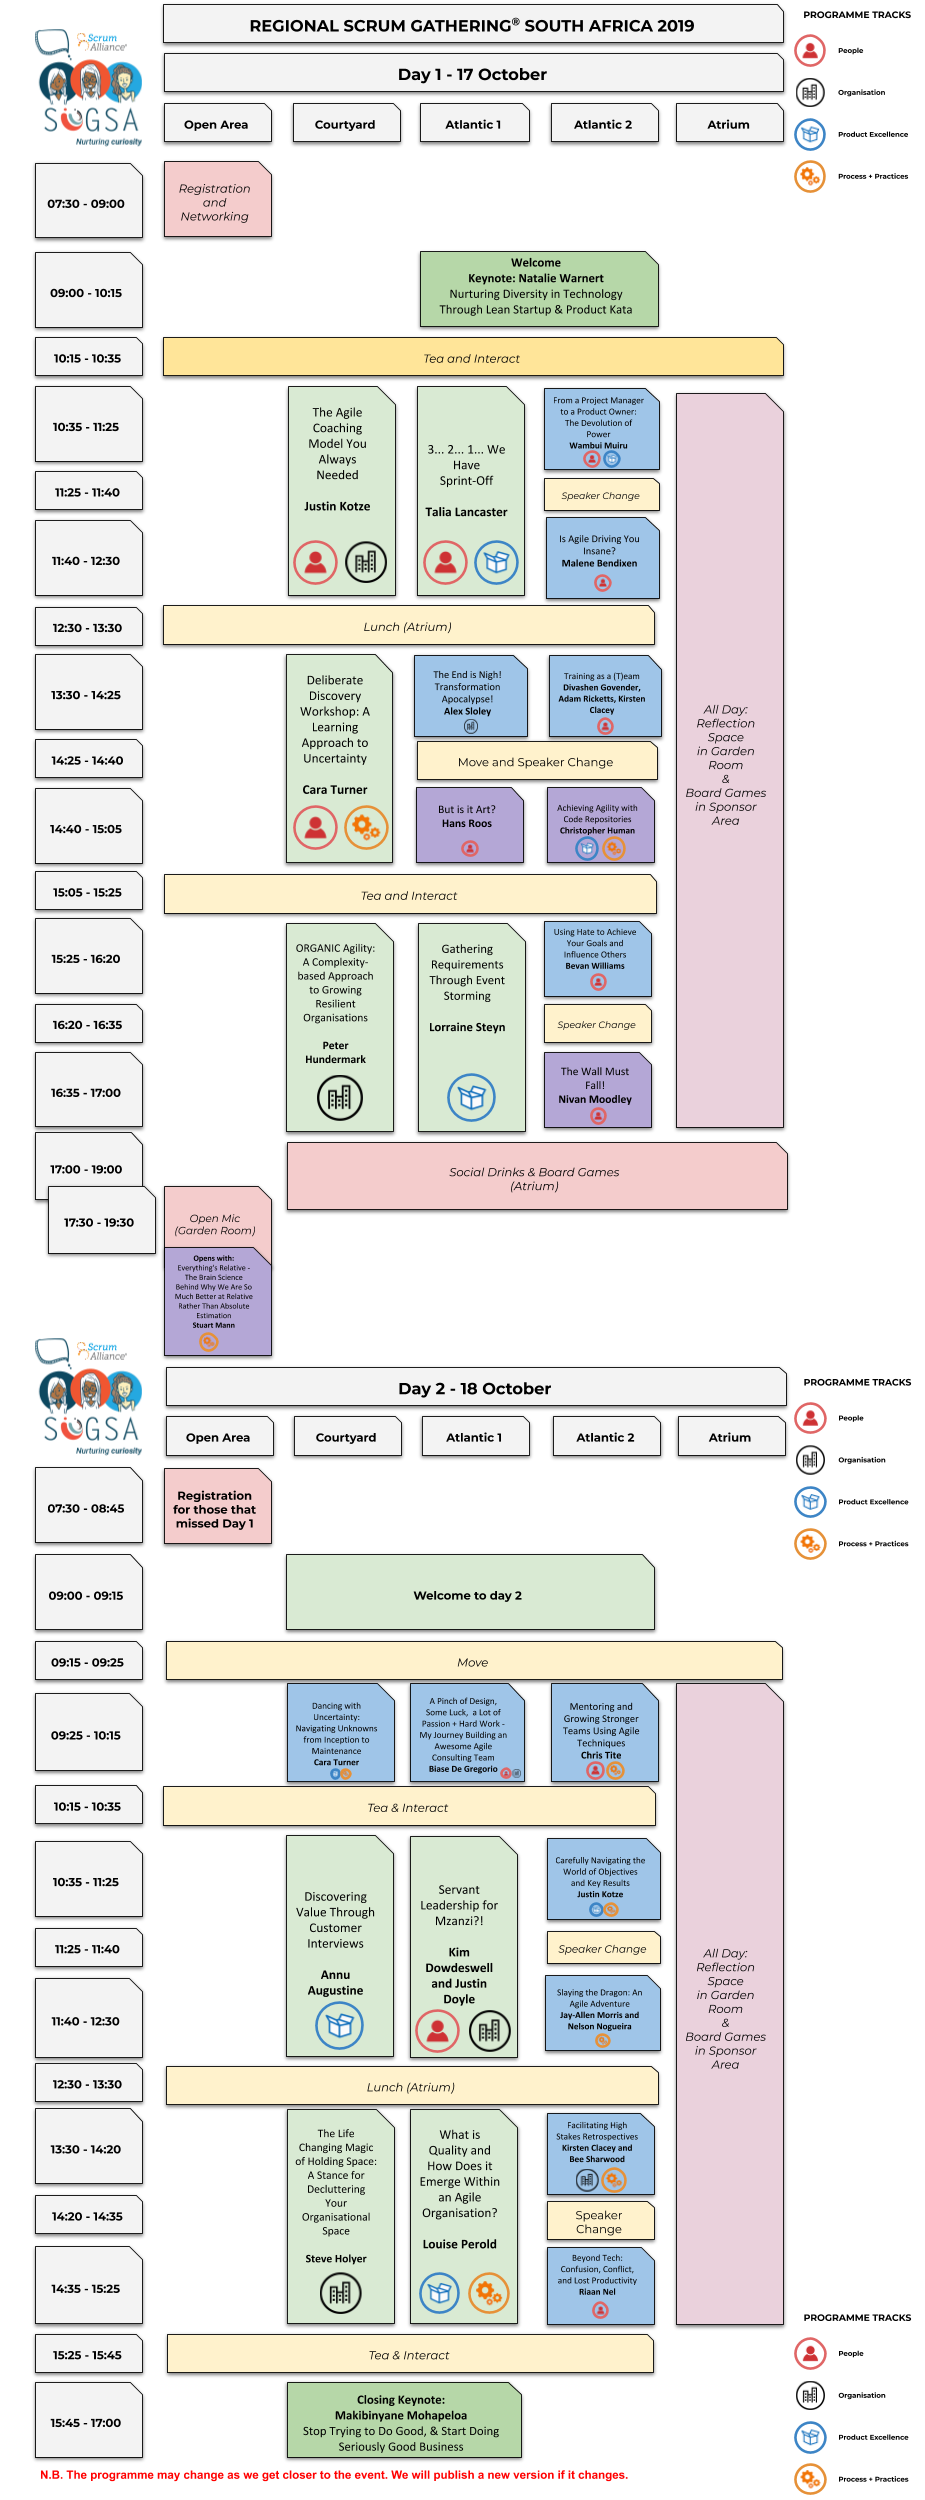 REGIONAL SCRUM GATHERING® SOUTH AFRICA 2019
PROGRAMME TRACKS
People
Organisation
Product Excellence
Process + Practices
Scrum
Alliance®
SUGSA
Nurturing curiosity
Day 1 - 17 October
Open Area
Courtyard
Atlantic 1
Atlantic 2
Atrium
07:30 - 09:00
Registration
and
Networking
09:00 - 10:15
Welcome
Keynote: Natalie Warnert
Nurturing Diversity in Technology
Through Lean Startup & Product Kata
10:15 - 10:35
Tea and Interact
10:35 - 11:25
11:25 - 11:40
11:40 - 12:30
The Agile
Coaching
Model You
Always
Needed
Justin Kotze
3... 2... 1... We
Have
Sprint-Off
Talia Lancaster
From a Project Manager
to a Product Owner:
The Devolution of
Power
Wambui Muiru
Speaker Change
Is Agile Driving You
Insane?
Malene Bendixen
All Day:
Reflection
Space
in Garden
Room
&
Board Games
in Sponsor
Area
12:30 - 13:30
Lunch (Atrium)
13:30 - 14:25
14:25 - 14:40
14:40 - 15:05
Deliberate
Discovery
Workshop: A
Learning
Approach to
Uncertainty
Cara Turner
The End is Nigh!
Transformation
Apocalypse!
Alex Sloley
Training as a (T)eam
Divashen Govender,
Adam Ricketts, Kirsten
Clacey
Move and Speaker Change
But is it Art?
Hans Roos
Achieving Agility with
Code Repositories
Christopher Human
15:05 - 15:25
Tea and Interact
15:25 - 16:20
16:20 - 16:35
16:35 - 17:00
ORGANIC Agility:
A Complexity-
based Approach
to Growing
Resilient
Organisations
Peter
Hundermark
Gathering
Requirements
Through Event
Storming
Lorraine Steyn
Using Hate to Achieve
Your Goals and
Influence Others
Bevan Williams
Speaker Change
The Wall Must
Fall!
Nivan Moodley
17:00 - 19:00
Social Drinks & Board Games
(Atrium)
17:30 - 19:30
Open Mic
(Garden Room)
Opens with:
Everything's Relative -
The Brain Science
Behind Why We Are So
Much Better at Relative
Rather Than Absolute
Estimation
Stuart Mann
Scrum
Alliance®
SUGSA
Nurturing curiosity
Day 2 - 18 October
PROGRAMME TRACKS
People
Organisation
Product Excellence
Process + Practices
Open Area
Courtyard
Atlantic 1
Atlantic 2
Atrium
07:30 - 08:45
Registration
for those that
missed Day 1
09:00 - 09:15
Welcome to day 2
09:15 - 09:25
Move
09:25 - 10:15
Dancing with
Uncertainty:
Navigating Unknowns
from Inception to
Maintenance
Cara Turner
A Pinch of Design,
Some Luck, a Lot of
Passion + Hard Work -
My Journey Building an
Awesome Agile
Consulting Team
Biase De Gregorio
Mentoring and
Growing Stronger
Teams Using Agile
Techniques
Chris Tite
All Day:
Reflection
Space
in Garden
Room
&
Board Games
in Sponsor
Area
10:15 - 10:35
Tea & Interact
10:35 - 11:25
11:25 - 11:40
11:40 - 12:30
Discovering
Value Through
Customer
Interviews
Annu
Augustine
Servant
Leadership for
Mzanzi?!
Kim
Dowdeswell
and Justin
Doyle
Carefully Navigating the
World of Objectives
and Key Results
Justin Kotze
Speaker Change
Slaying the Dragon: An
Agile Adventure
Jay-Allen Morris and
Nelson Nogueira
12:30 - 13:30
Lunch (Atrium)
13:30 - 14:20
14:20 - 14:35
14:35 - 15:25
The Life
Changing Magic
of Holding Space:
A Stance for
Decluttering
Your
Organisational
Space
Steve Holyer
What is
Quality and
How Does it
Emerge Within
an Agile
Organisation?
Louise Perold
Facilitating High
Stakes Retrospectives
Kirsten Clacey and
Bee Sharwood
Speaker
Change
Beyond Tech:
Confusion, Conflict,
and Lost Productivity
Riaan Nel
15:25 - 15:45
Tea & Interact
15:45 - 17:00
Closing Keynote:
Makibinyane Mohapeloa
Stop Trying to Do Good, & Start Doing
Seriously Good Business
PROGRAMME TRACKS
People
Organisation
Product Excellence
Process + Practices
N.B. The programme may change as we get closer to the event. We will publish a new version if it changes.